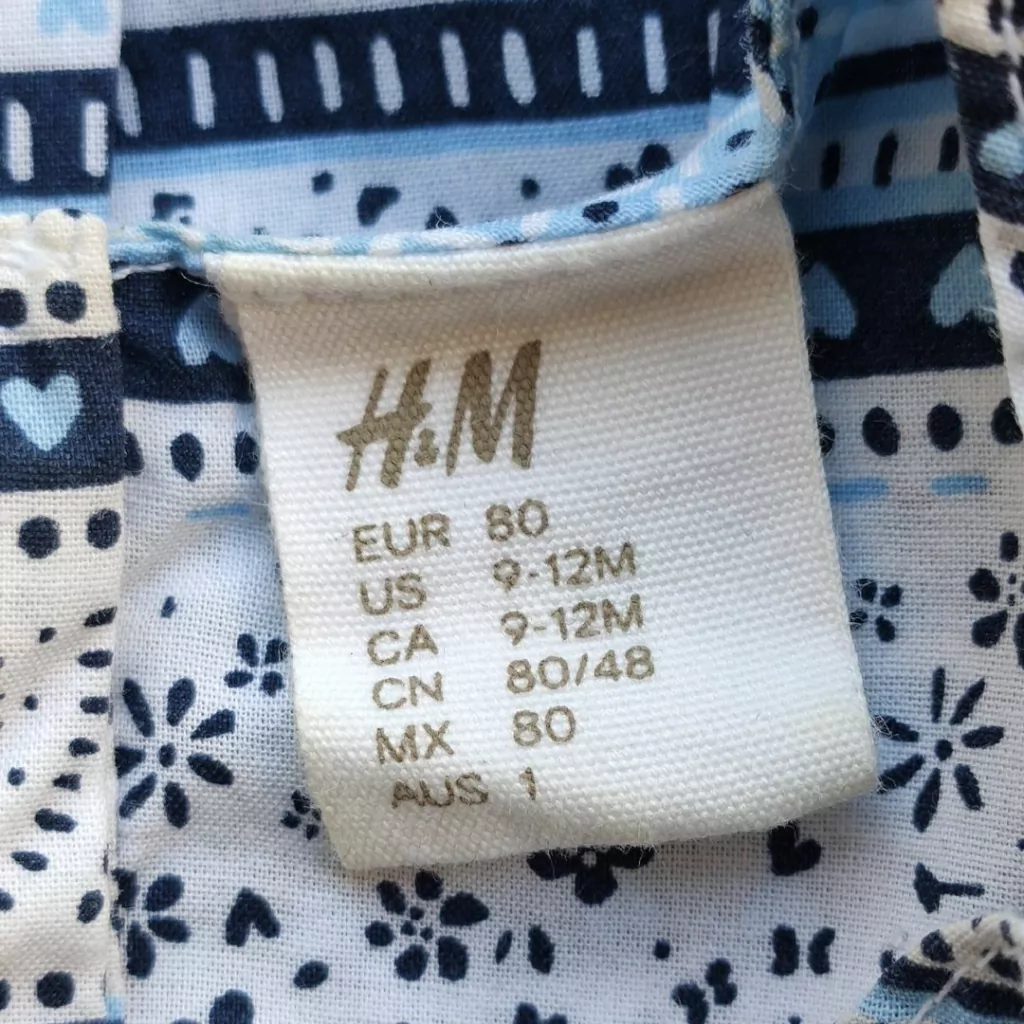 H&M
EUR 80
US 9-12M
CA 9-12M
CN 80/48
MX 80
AUS 1